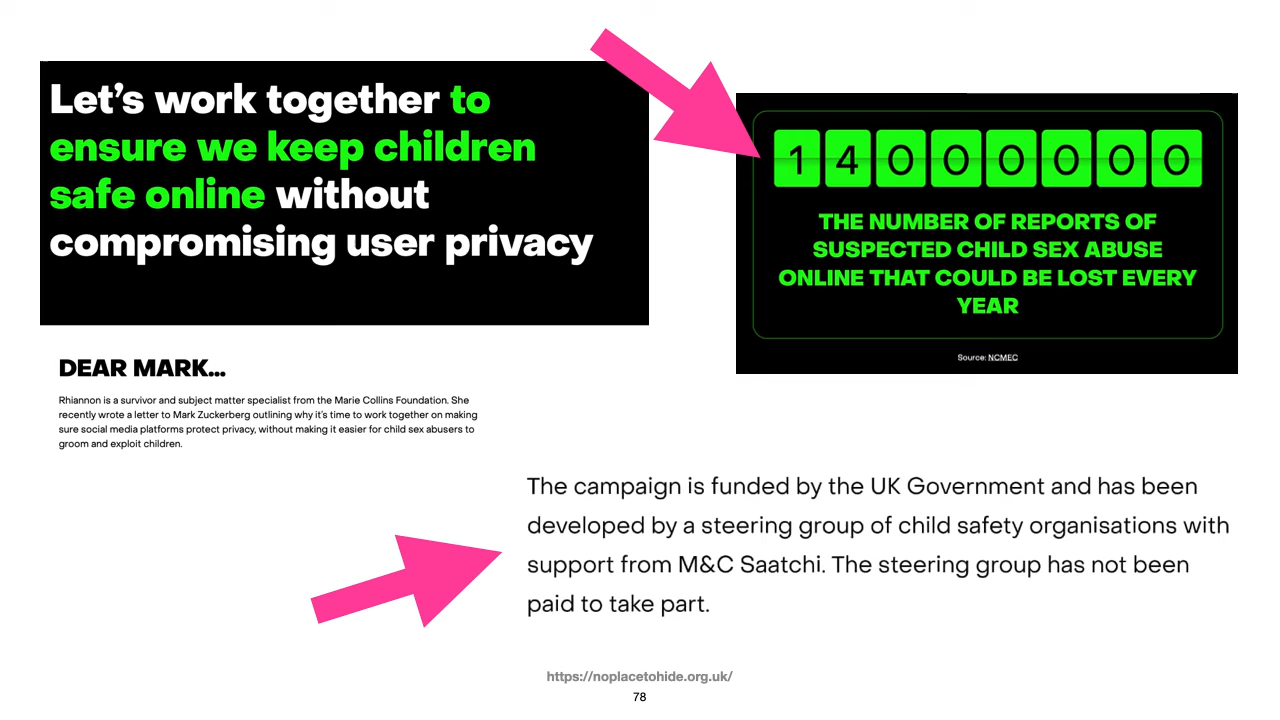 Let’s work together to
ensure we keep children
safe online without
compromising user privacy
14000000
THE NUMBER OF REPORTS OF
SUSPECTED CHILD SEX ABUSE
ONLINE THAT COULD BE LOST EVERY
YEAR
Source: NCMEC
DEAR MARK...
Rhiannon is a survivor and subject matter specialist from the Marie Collins Foundation. She
recently wrote a letter to Mark Zuckerberg outlining why it’s time to work together on making
sure social media platforms protect privacy, without making it easier for child sex abusers to
groom and exploit children.
The campaign is funded by the UK Government and has been
developed by a steering group of child safety organisations with
support from M&C Saatchi. The steering group has not been
paid to take part.
https://noplacetohide.org.uk/
78